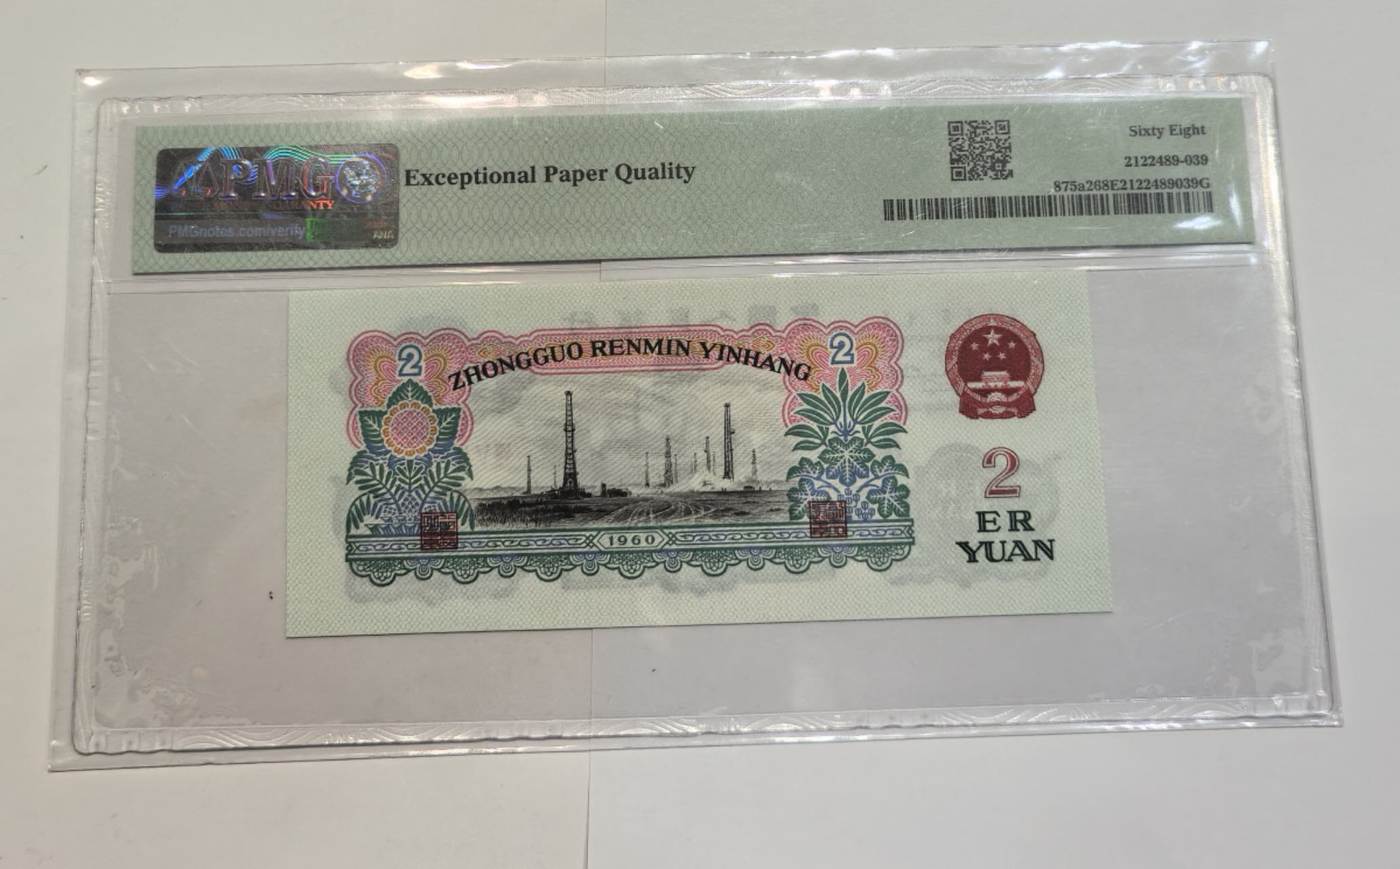 PMG
PMGnotes.com/verify
Exceptional Paper Quality
Sixty Eight
2122489-039
875a268E2122489039G
2
2
ZHONGGUO RENMIN YINHANG
1960
2
ER
YUAN